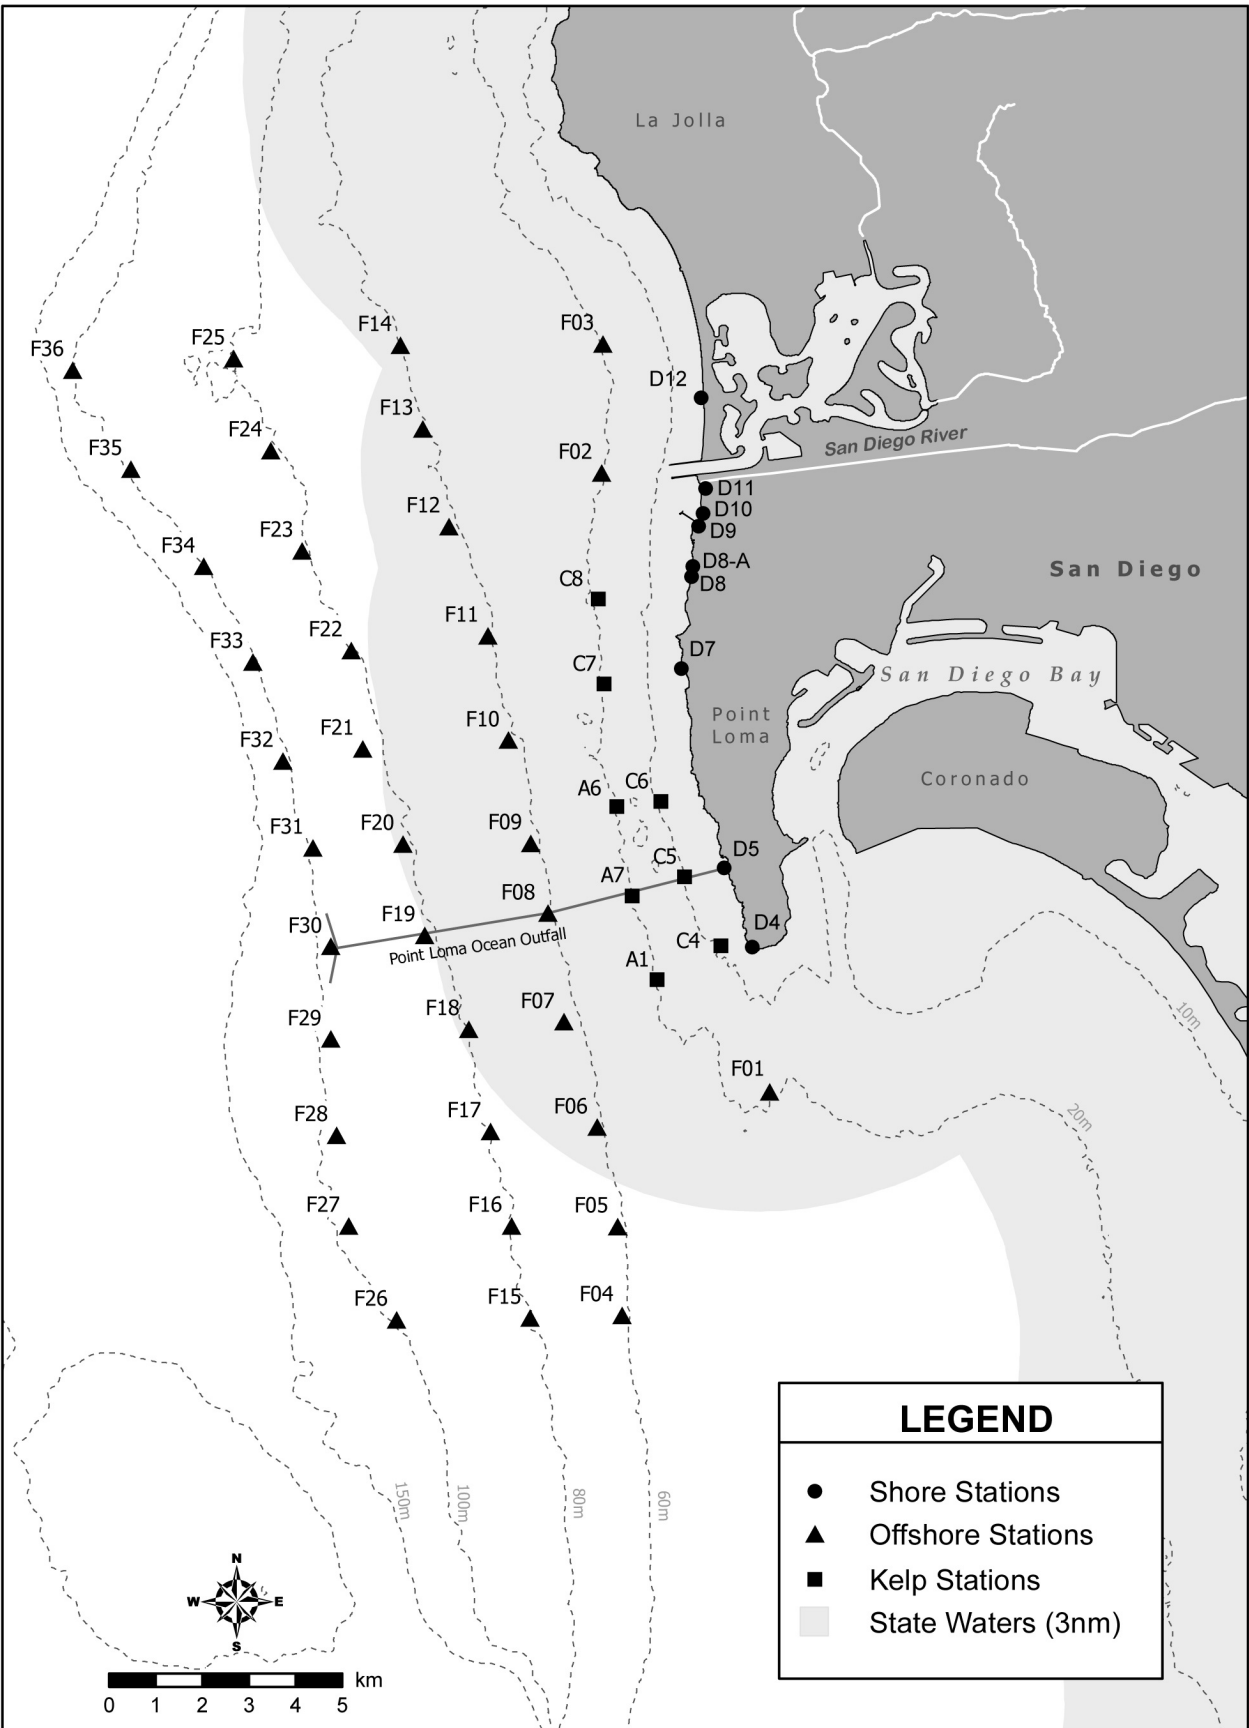 La Jolla
F14
F03
F25
F36
D12
F13
F24
San Diego River
F35
F02
D11
D10
F12
D9
F23
F34
D8-A
San Diego
C8
D8
F11
F22
F33
D7
C7
San Diego Bay
Point
Loma
F10
F21
F32
Coronado
A6
C6
F31
F20
F09
D5
C5
A7
F08
F19
F30
Point Loma Ocean Outfall
D4
C4
A1
F18
F07
F29
10m
F01
F06
F17
F28
20m
F27
F16
F05
F26
F15
F04
LEGEND
Shore Stations
Offshore Stations
Kelp Stations
State Waters (3nm)
150m
100m
80m
60m
N
W
E
S
km
0 1 2 3 4 5